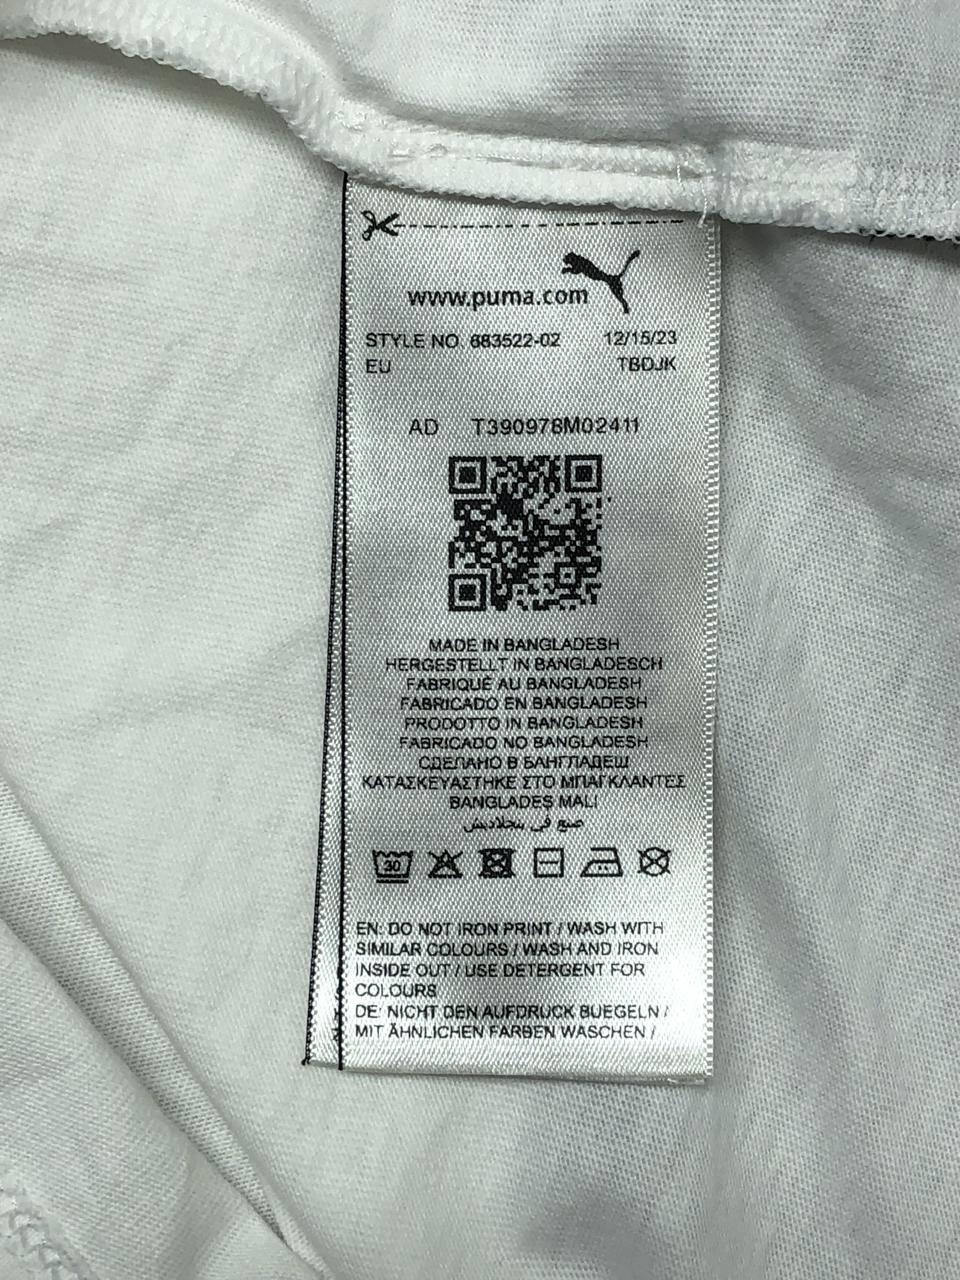 www.puma.com
STYLE NO. 683522-02 12/15/23
EU TBDJK
AD T390978M02411
MADE IN BANGLADESH
HERGESTELLT IN BANGLADESCH
FABRIQUÉ AU BANGLADESH
FABRICADO EN BANGLADESH
PRODOTTO IN BANGLADESH
FABRICADO NO BANGLADESH
СДЕЛАНО В БАНГЛАДЕШ
ΚΑΤΑΣΚΕΥΑΣΤΗΚΕ ΣΤΟ ΜΠΑΓΚΛΑΝΤΕΣ
BANGLADEŞ MALI
صنع في بنجلاديش
30
EN: DO NOT IRON PRINT / WASH WITH
SIMILAR COLOURS / WASH AND IRON
INSIDE OUT / USE DETERGENT FOR
COLOURS
DE: NICHT DEN AUFDRUCK BUEGELN /
MIT ÄHNLICHEN FARBEN WASCHEN /